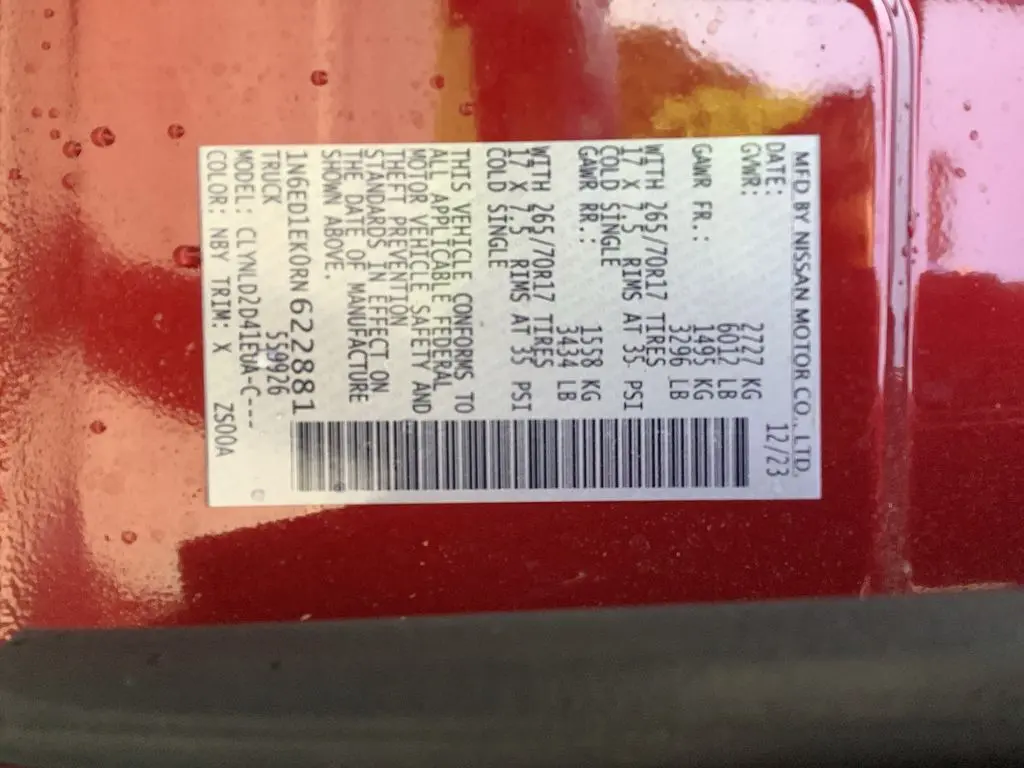 MFD BY NISSAN MOTOR CO., LTD.
DATE: 12/23
GVWR: 2727 KG
6012 LB
GAWR FR.: 1495 KG
3296 LB
WITH 265/70R17 TIRES
17 X 7.5 RIMS AT 35 PSI
COLD SINGLE
GAWR RR.: 1558 KG
3434 LB
WITH 265/70R17 TIRES
17 X 7.5 RIMS AT 35 PSI
COLD SINGLE
THIS VEHICLE CONFORMS TO
ALL APPLICABLE FEDERAL
MOTOR VEHICLE SAFETY AND
THEFT PREVENTION
STANDARDS IN EFFECT ON
THE DATE OF MANUFACTURE
SHOWN ABOVE.
1N6ED1EK0RN622881
TRUCK 559926
MODEL: CLYNLD2D41EUA-C---
COLOR: NBY TRIM: X ZS00A